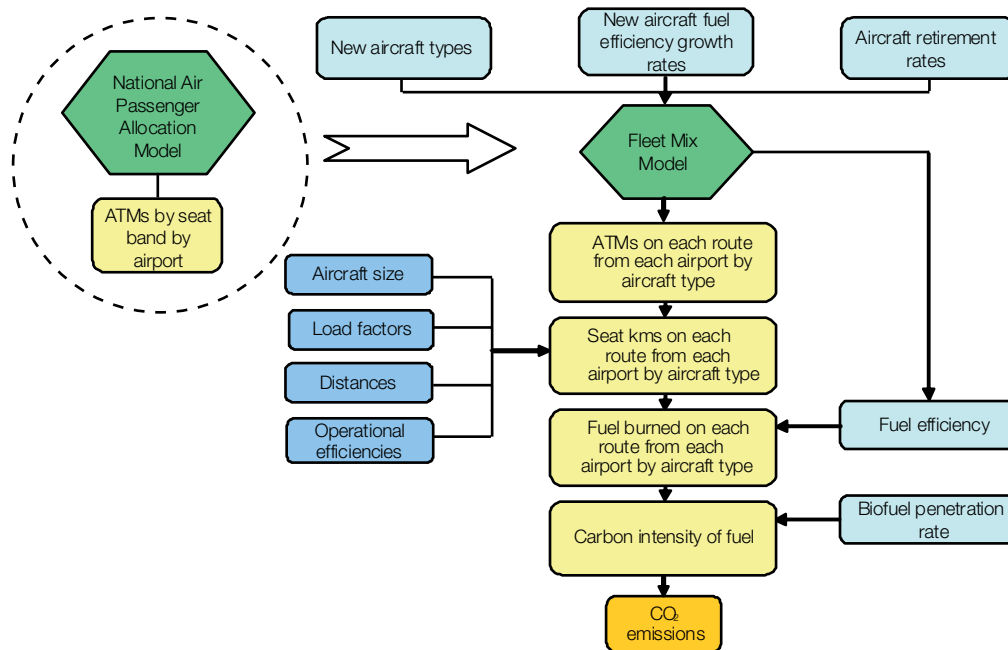 National Air
Passenger
Allocation
Model
ATMs by seat
band by
airport
New aircraft types
New aircraft fuel
efficiency growth
rates
Aircraft retirement
rates
Fleet Mix
Model
ATMs on each route
from each airport by
aircraft type
Aircraft size
Load factors
Distances
Operational
efficiencies
Seat kms on each
route from each
airport by aircraft type
Fuel burned on each
route from each
airport by aircraft type
Fuel efficiency
Carbon intensity of fuel
Biofuel penetration
rate
CO₂
emissions